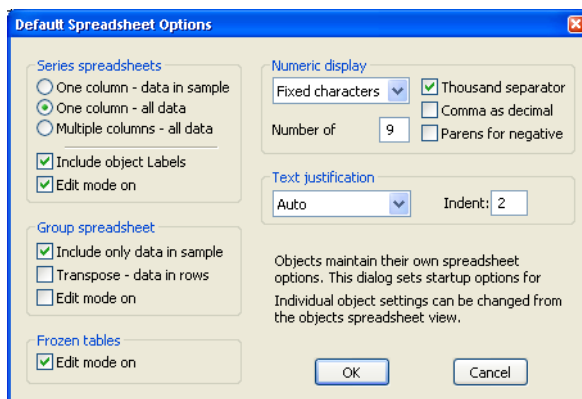 Default Spreadsheet Options
Series spreadsheets
One column - data in sample
One column - all data
Multiple columns - all data
Include object Labels
Edit mode on
Group spreadsheet
Include only data in sample
Transpose - data in rows
Edit mode on
Frozen tables
Edit mode on
Numeric display
Fixed characters
Number of 9
Thousand separator
Comma as decimal
Parens for negative
Text justification
Auto
Indent: 2
Objects maintain their own spreadsheet
options. This dialog sets startup options for
Individual object settings can be changed from
the objects spreadsheet view.
OK
Cancel